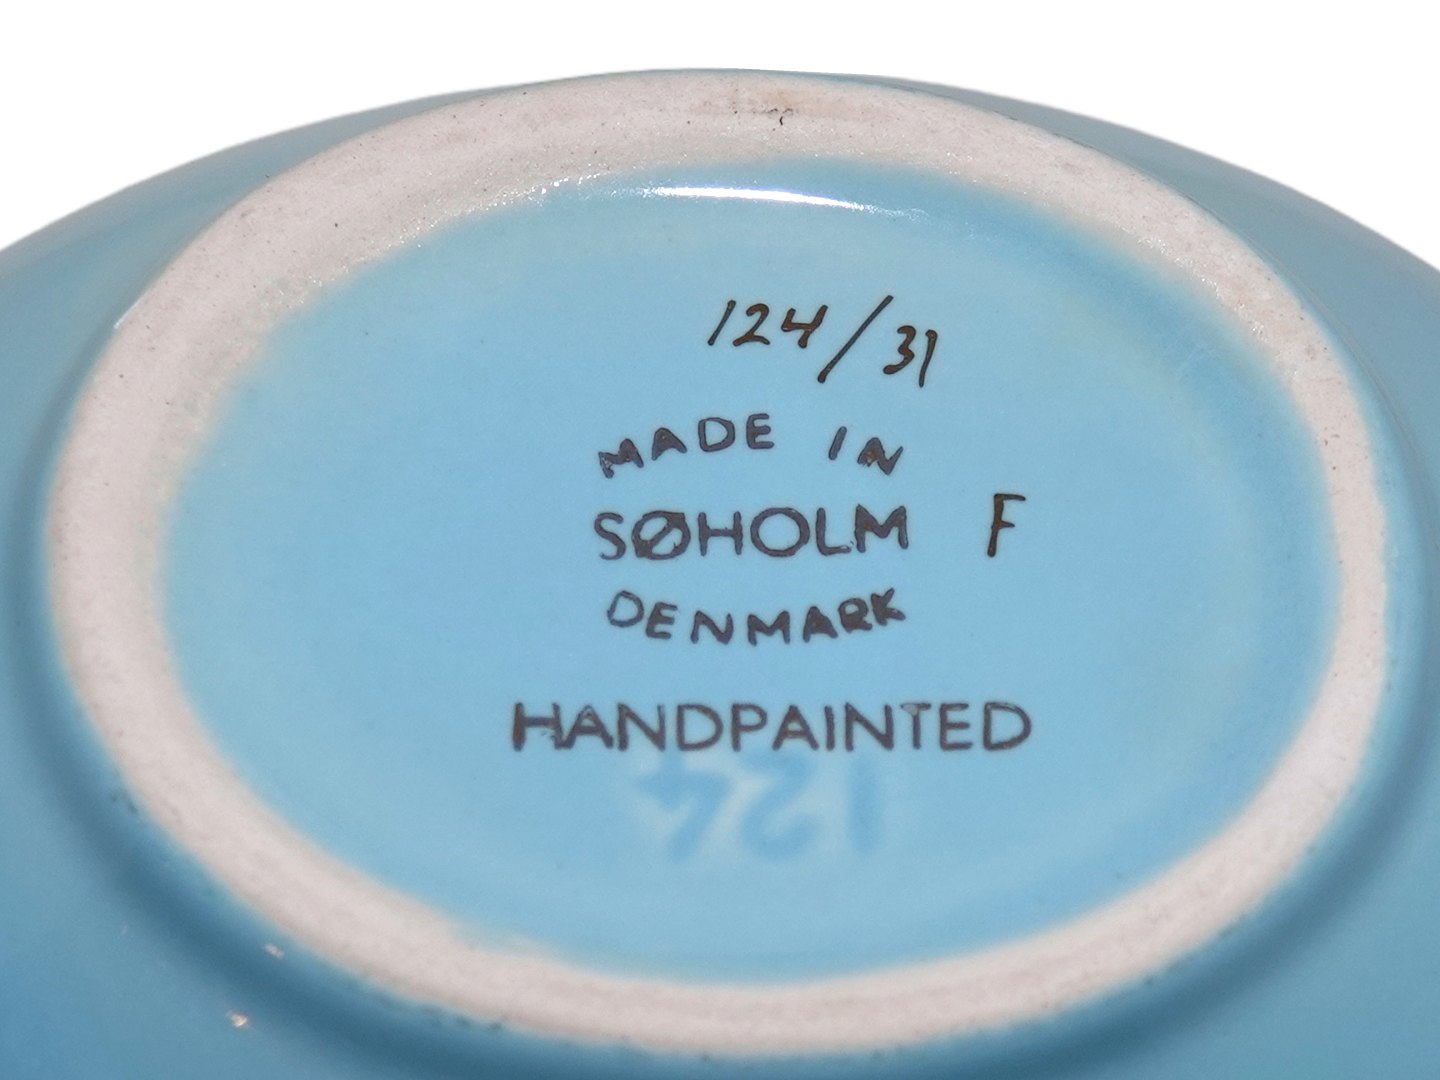 124/31
MADE IN
SØHOLM F
DENMARK
HANDPAINTED
124